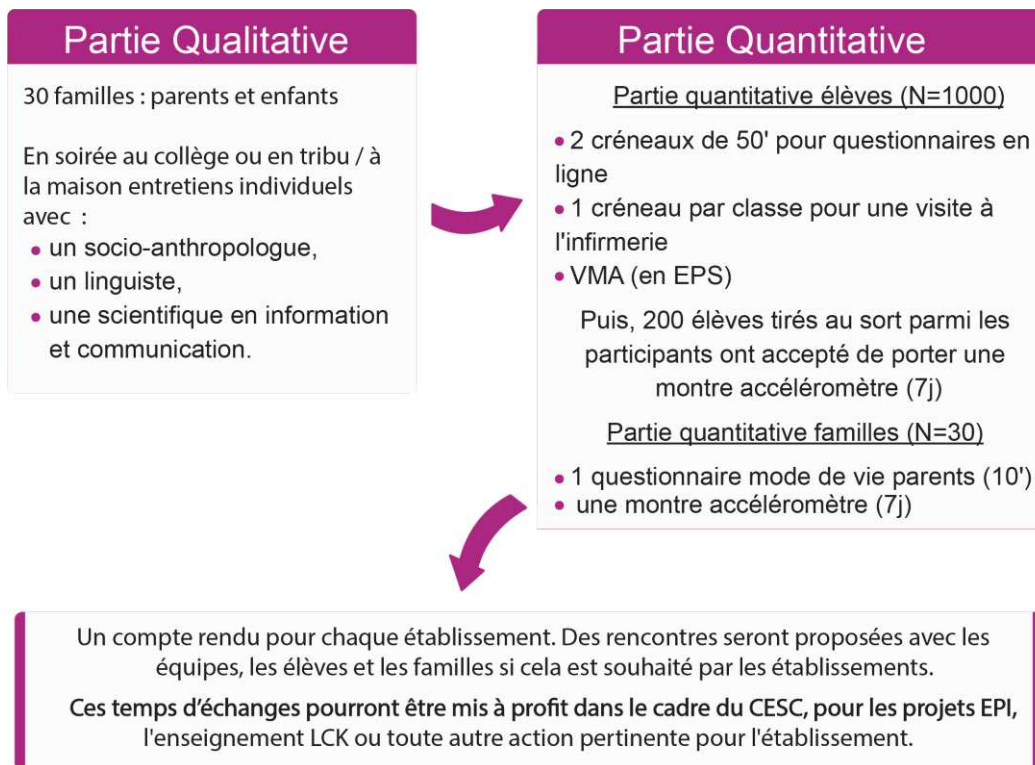 Partie Qualitative
30 familles : parents et enfants
En soirée au collège ou en tribu / à
la maison entretiens individuels
avec :
• un socio-anthropologue,
• un linguiste,
• une scientifique en information
et communication.
Partie Quantitative
Partie quantitative élèves (N=1000)
• 2 créneaux de 50' pour questionnaires en
ligne
• 1 créneau par classe pour une visite à
l'infirmerie
• VMA (en EPS)
Puis, 200 élèves tirés au sort parmi les
participants ont accepté de porter une
montre accéléromètre (7j)
Partie quantitative familles (N=30)
• 1 questionnaire mode de vie parents (10')
• une montre accéléromètre (7j)
Un compte rendu pour chaque établissement. Des rencontres seront proposées avec les
équipes, les élèves et les familles si cela est souhaité par les établissements.
Ces temps d'échanges pourront être mis à profit dans le cadre du CESC, pour les projets EPI,
l'enseignement LCK ou toute autre action pertinente pour l'établissement.